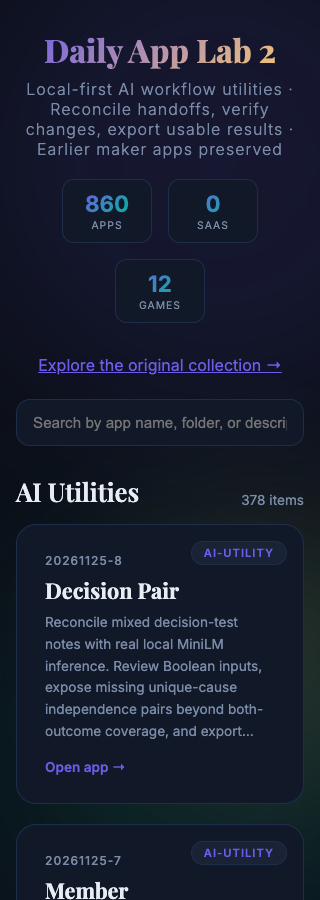 Daily App Lab 2
Local-first AI workflow utilities ·
Reconcile handoffs, verify
changes, export usable results ·
Earlier maker apps preserved
860
APPS
0
SAAS
12
GAMES
Explore the original collection →
Search by app name, folder, or descri
AI Utilities
378 items
20261125-8
AI-UTILITY
Decision Pair
Reconcile mixed decision-test
notes with real local MiniLM
inference. Review Boolean inputs,
expose missing unique-cause
independence pairs beyond both-
outcome coverage, and export...
Open app →
20261125-7
AI-UTILITY
Member